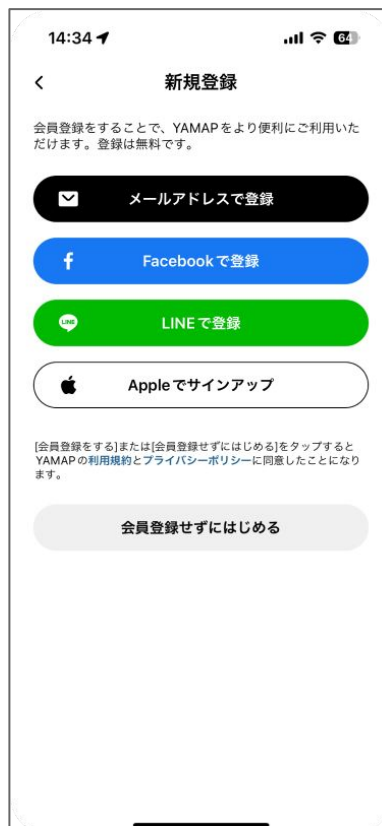 14:34
64
新規登録
会員登録をすることで、YAMAPをより便利にご利用いた
だけます。登録は無料です。
メールアドレスで登録
Facebookで登録
LINE
LINEで登録
Appleでサインアップ
[会員登録をする]または[会員登録せずにはじめる]をタップすると
YAMAPの利用規約とプライバシーポリシーに同意したことになり
ます。
会員登録せずにはじめる